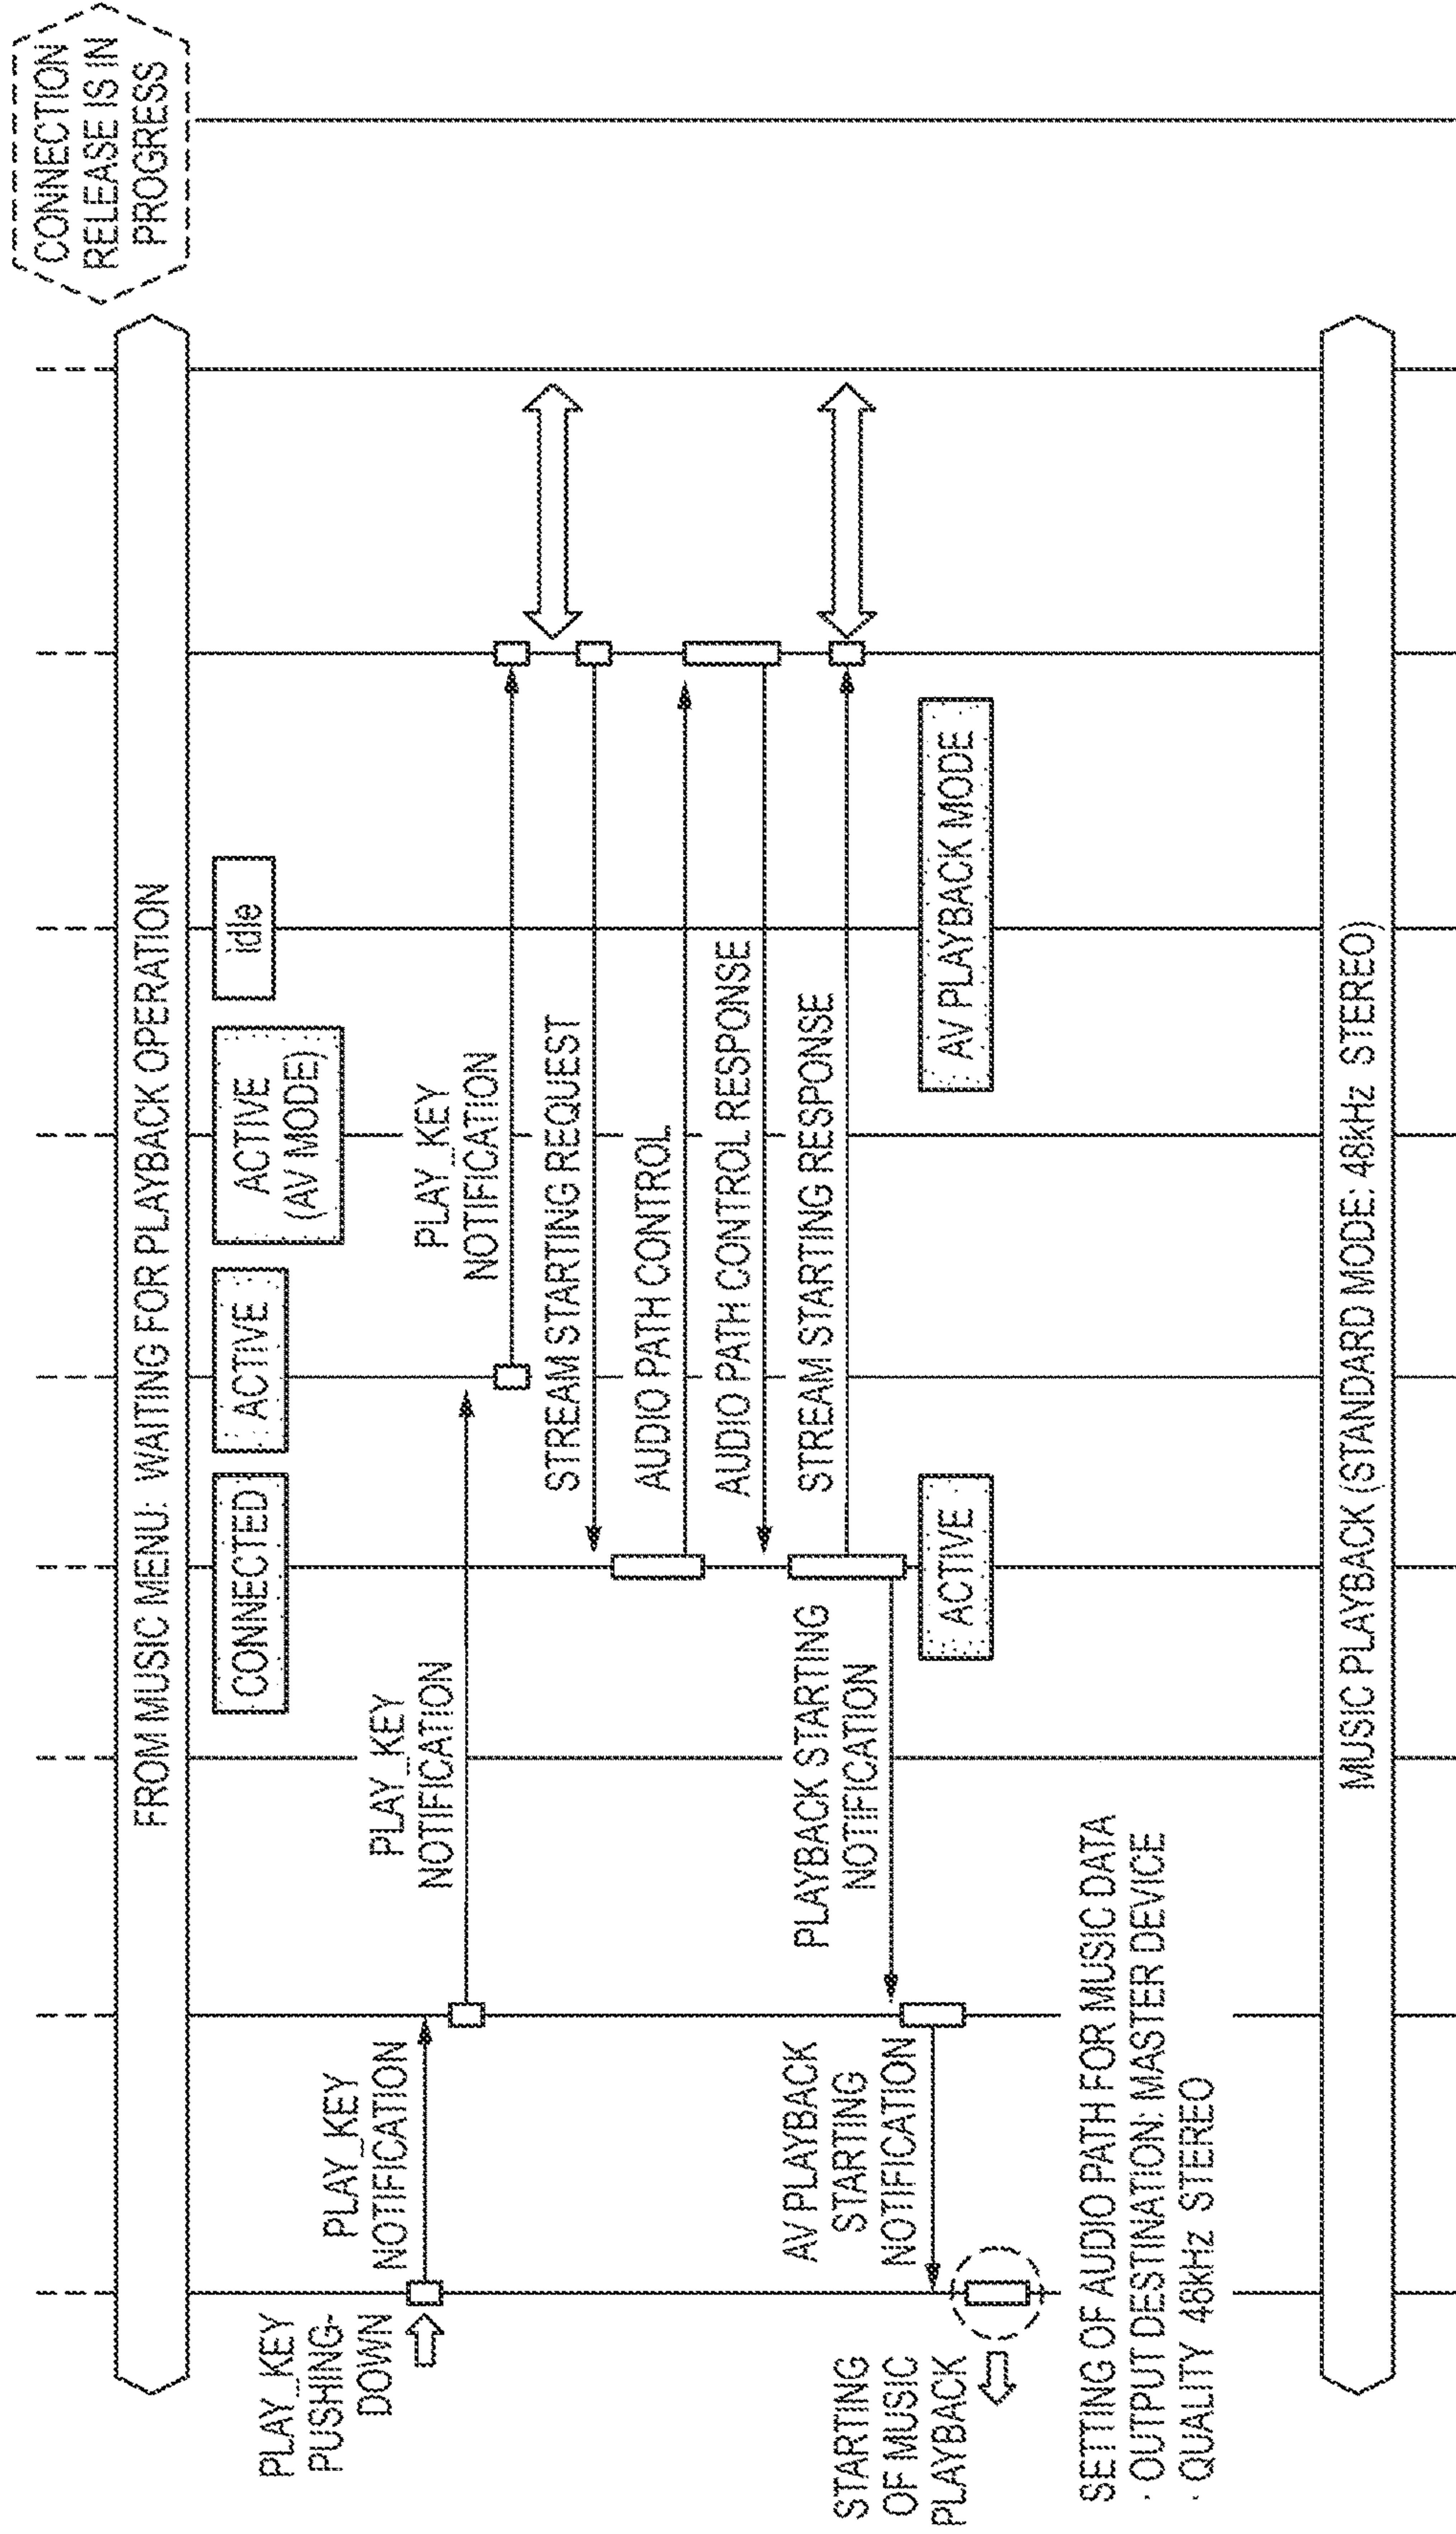 CONNECTION
RELEASE IS IN
PROGRESS
FROM MUSIC MENU: WAITING FOR PLAYBACK OPERATION
CONNECTED
ACTIVE
ACTIVE
(AV MODE)
idle
PLAY_KEY
PUSHING-
DOWN
PLAY_KEY
NOTIFICATION
PLAY_KEY
NOTIFICATION
PLAY_KEY
NOTIFICATION
STREAM STARTING REQUEST
AUDIO PATH CONTROL
AUDIO PATH CONTROL RESPONSE
STREAM STARTING RESPONSE
PLAYBACK STARTING
NOTIFICATION
AV PLAYBACK
STARTING
NOTIFICATION
ACTIVE
AV PLAYBACK MODE
STARTING
OF MUSIC
PLAYBACK
SETTING OF AUDIO PATH FOR MUSIC DATA
· OUTPUT DESTINATION: MASTER DEVICE
· QUALITY 48kHz STEREO
MUSIC PLAYBACK (STANDARD MODE: 48kHz STEREO)